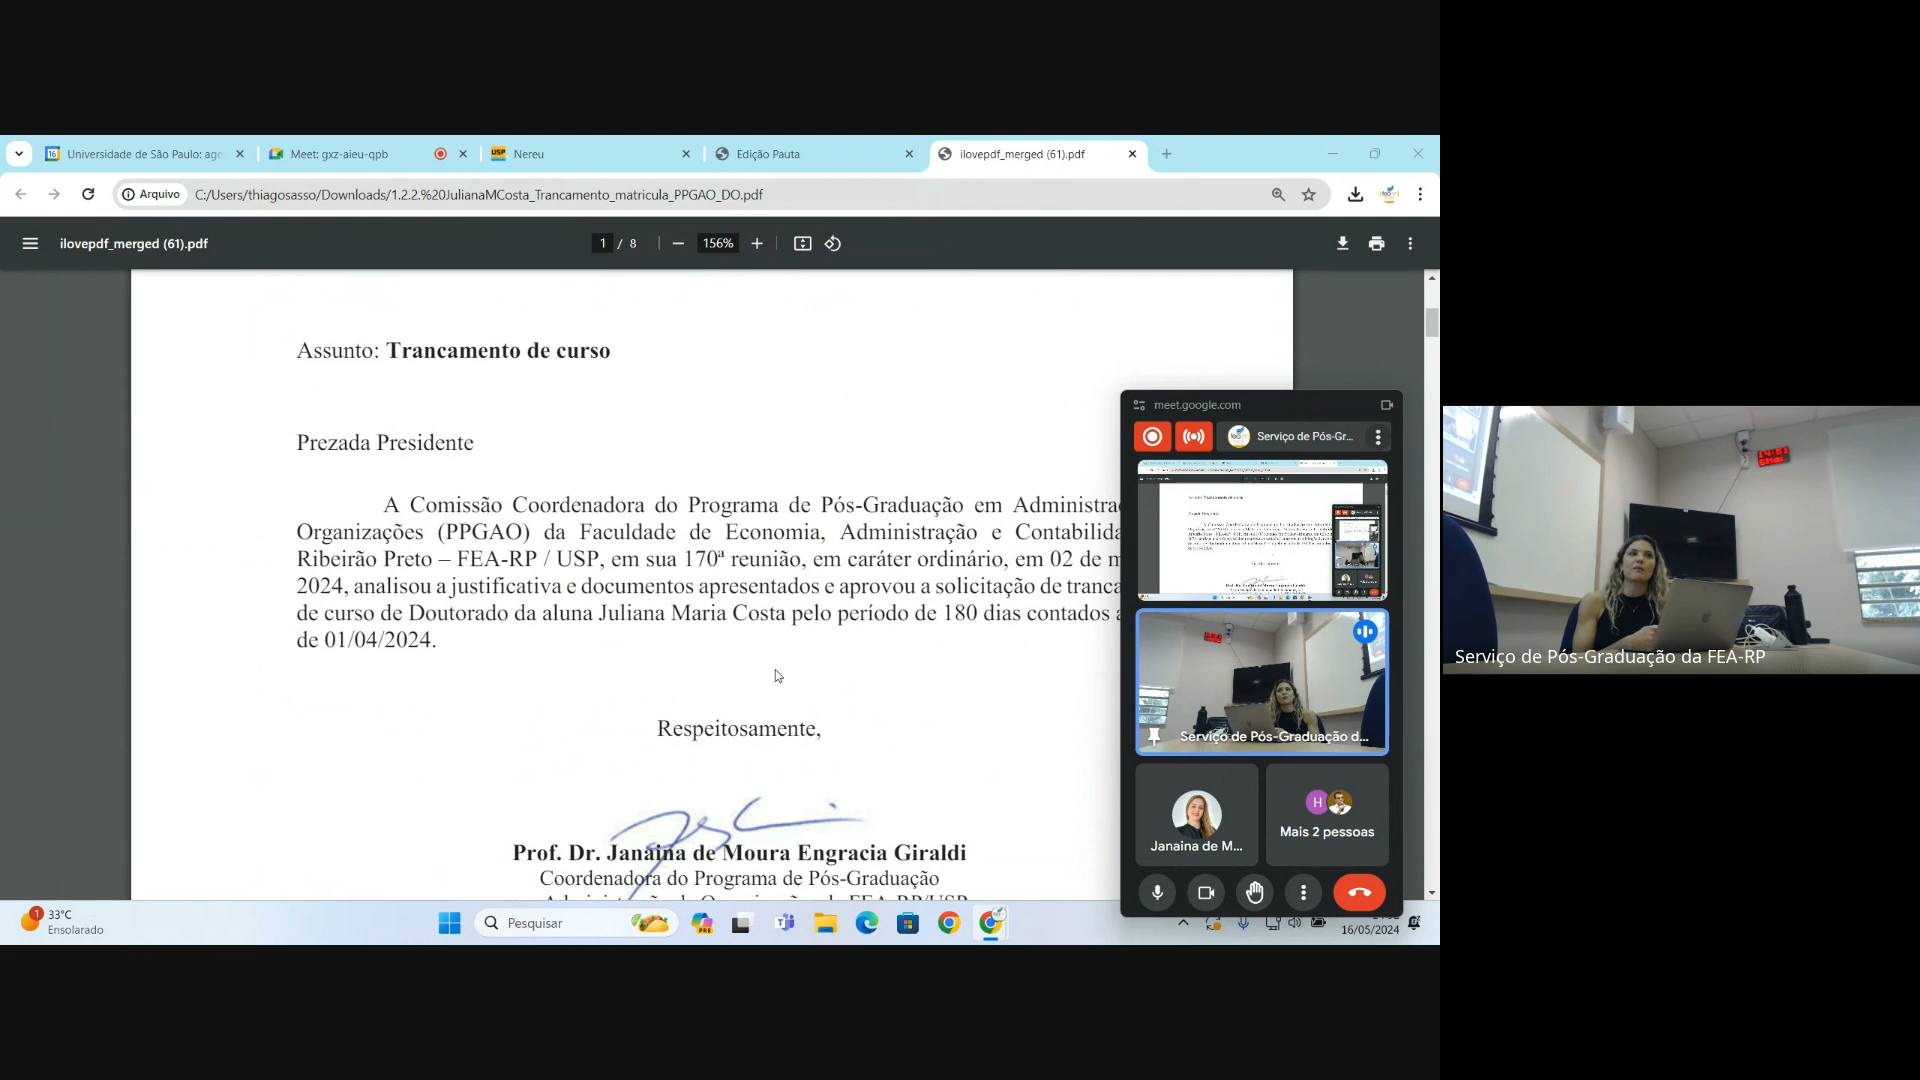 16 Universidade de São Paulo: age
Meet: gxz-aieu-qpb
USP Nereu
Edição Pauta
ilovepdf_merged (61).pdf
Arquivo
C:/Users/thiagosasso/Downloads/1.2.2.%20JulianaMCosta_Trancamento_matricula_PPGAO_DO.pdf
ilovepdf_merged (61).pdf
1 / 8
156%
Assunto: Trancamento de curso
Prezada Presidente
A Comissão Coordenadora do Programa de Pós-Graduação em Administraç
Organizações (PPGAO) da Faculdade de Economia, Administração e Contabilida
Ribeirão Preto – FEA-RP / USP, em sua 170ª reunião, em caráter ordinário, em 02 de m
2024, analisou a justificativa e documentos apresentados e aprovou a solicitação de tranca
de curso de Doutorado da aluna Juliana Maria Costa pelo período de 180 dias contados a
de 01/04/2024.
Respeitosamente,
Prof. Dr. Janaina de Moura Engracia Giraldi
Coordenadora do Programa de Pós-Graduação
meet.google.com
Serviço de Pós-Gr...
Serviço de Pós-Graduação d...
Janaina de M...
H
Mais 2 pessoas
Serviço de Pós-Graduação da FEA-RP
1
33°C
Ensolarado
Pesquisar
PRE
16/05/2024